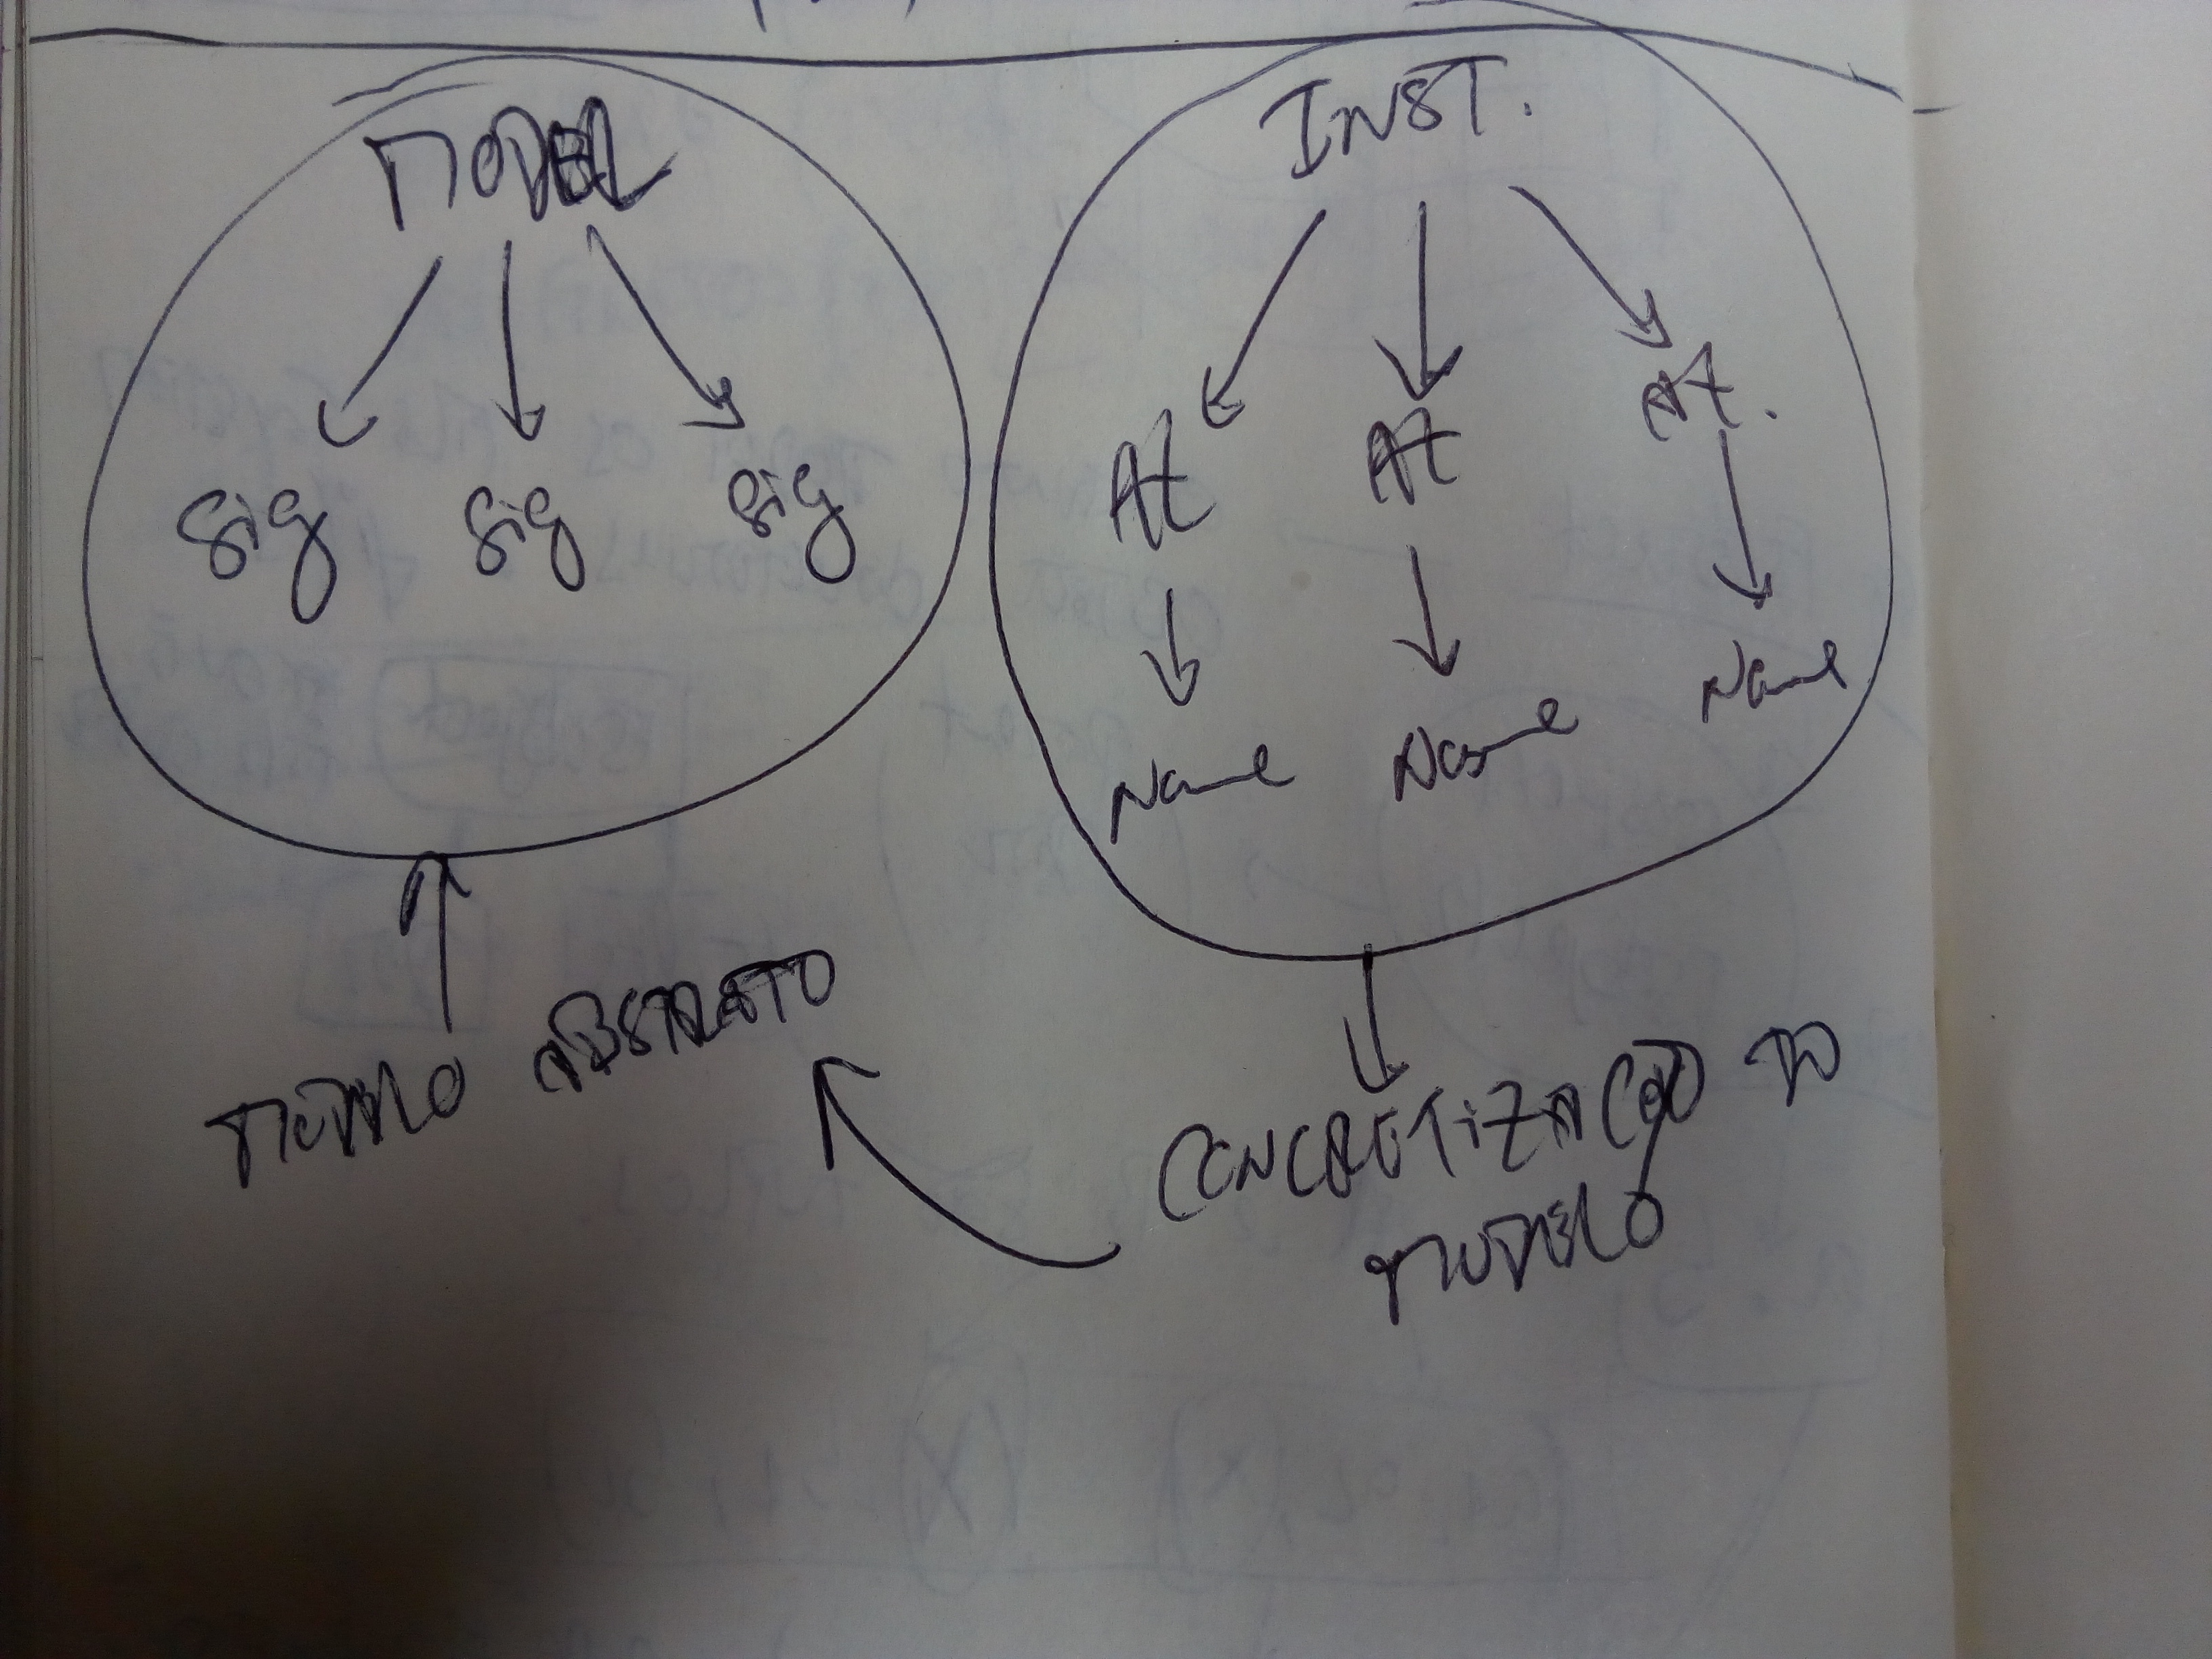 MODEL
Sig Sig Sig
INST.
At At At.
Name Name Name
MODELO ABSTRATO
CONCRETIZAÇÃO DO
MODELO